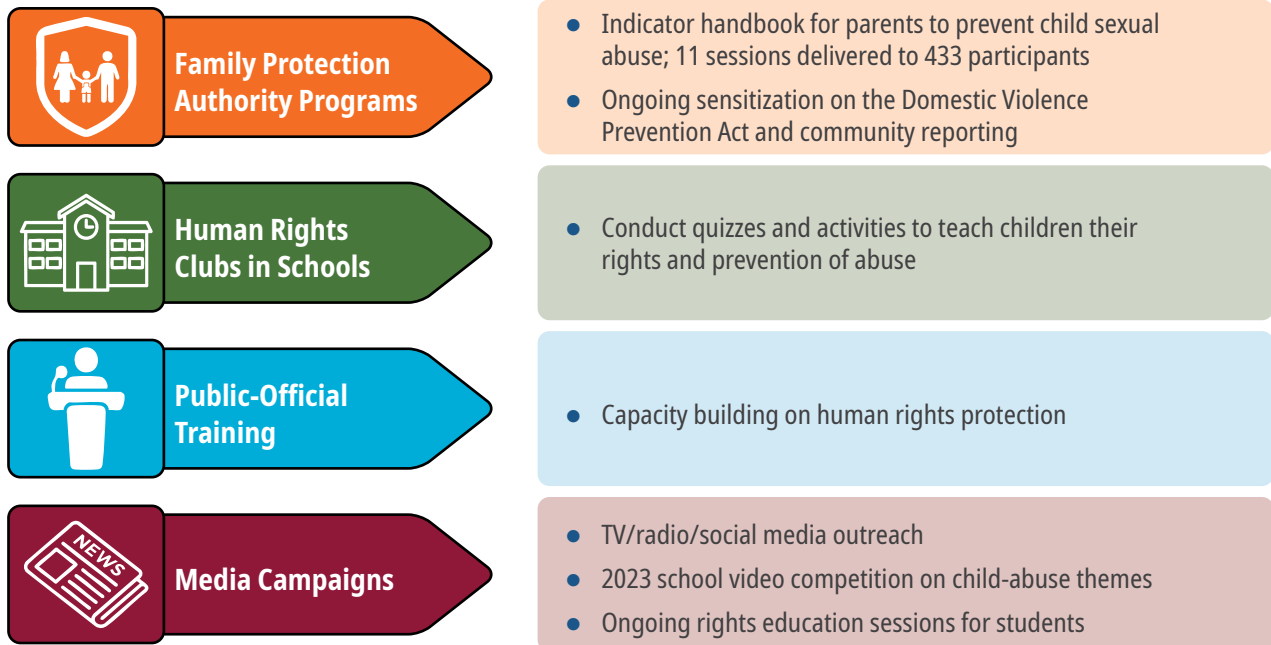 Family Protection
Authority Programs
● Indicator handbook for parents to prevent child sexual
abuse; 11 sessions delivered to 433 participants
● Ongoing sensitization on the Domestic Violence
Prevention Act and community reporting
Human Rights
Clubs in Schools
● Conduct quizzes and activities to teach children their
rights and prevention of abuse
Public-Official
Training
● Capacity building on human rights protection
NEWS
Media Campaigns
● TV/radio/social media outreach
● 2023 school video competition on child-abuse themes
● Ongoing rights education sessions for students